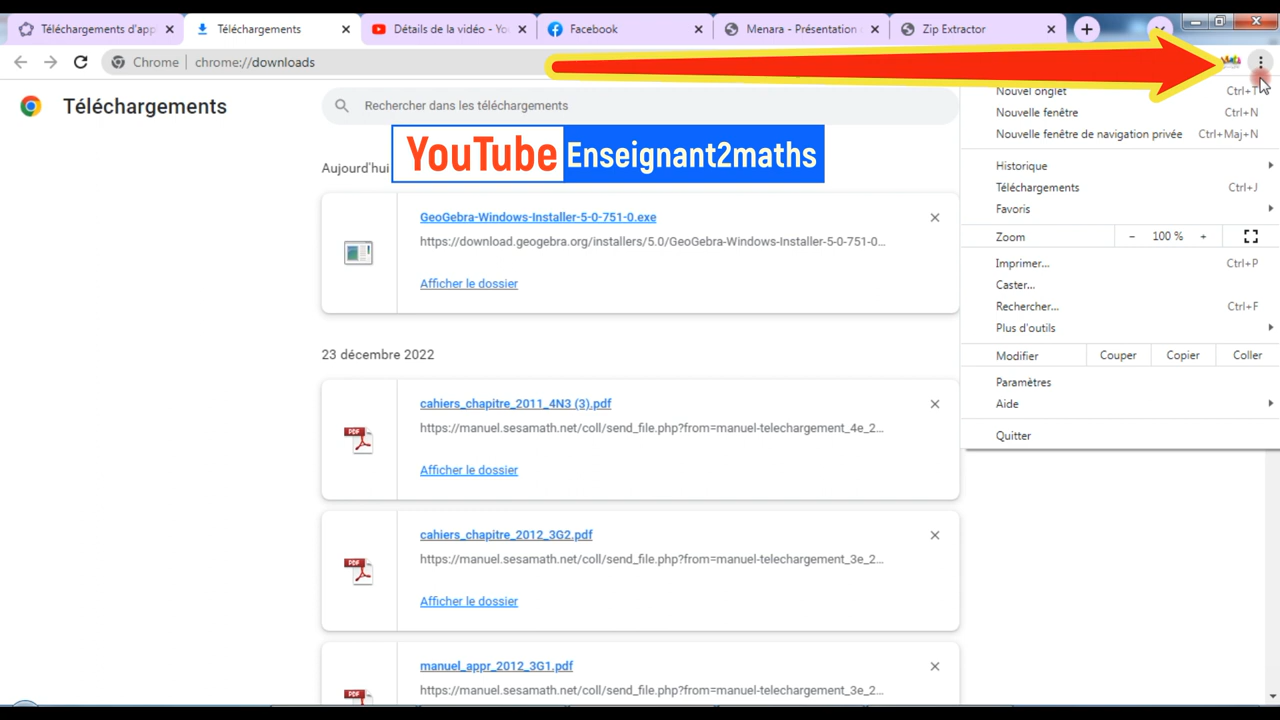 Téléchargements d'app
Téléchargements
Détails de la vidéo - Yo
Facebook
Menara - Présentation
Zip Extractor
Chrome
chrome://downloads
Téléchargements
Rechercher dans les téléchargements
Aujourd'hui
YouTube Enseignant2maths
GeoGebra-Windows-Installer-5-0-751-0.exe
https://download.geogebra.org/installers/5.0/GeoGebra-Windows-Installer-5-0-751-0...
Afficher le dossier
23 décembre 2022
PDF
cahiers_chapitre_2011_4N3 (3).pdf
https://manuel.sesamath.net/coll/send_file.php?from=manuel-telechargement_4e_2...
Afficher le dossier
PDF
cahiers_chapitre_2012_3G2.pdf
https://manuel.sesamath.net/coll/send_file.php?from=manuel-telechargement_3e_2...
Afficher le dossier
PDF
manuel_appr_2012_3G1.pdf
https://manuel.sesamath.net/coll/send_file.php?from=manuel-telechargement_3e_2...
Nouvel onglet Ctrl+T
Nouvelle fenêtre Ctrl+N
Nouvelle fenêtre de navigation privée Ctrl+Maj+N
Historique
Téléchargements Ctrl+J
Favoris
Zoom − 100 % +
Imprimer... Ctrl+P
Caster...
Rechercher... Ctrl+F
Plus d'outils
Modifier Couper Copier Coller
Paramètres
Aide
Quitter